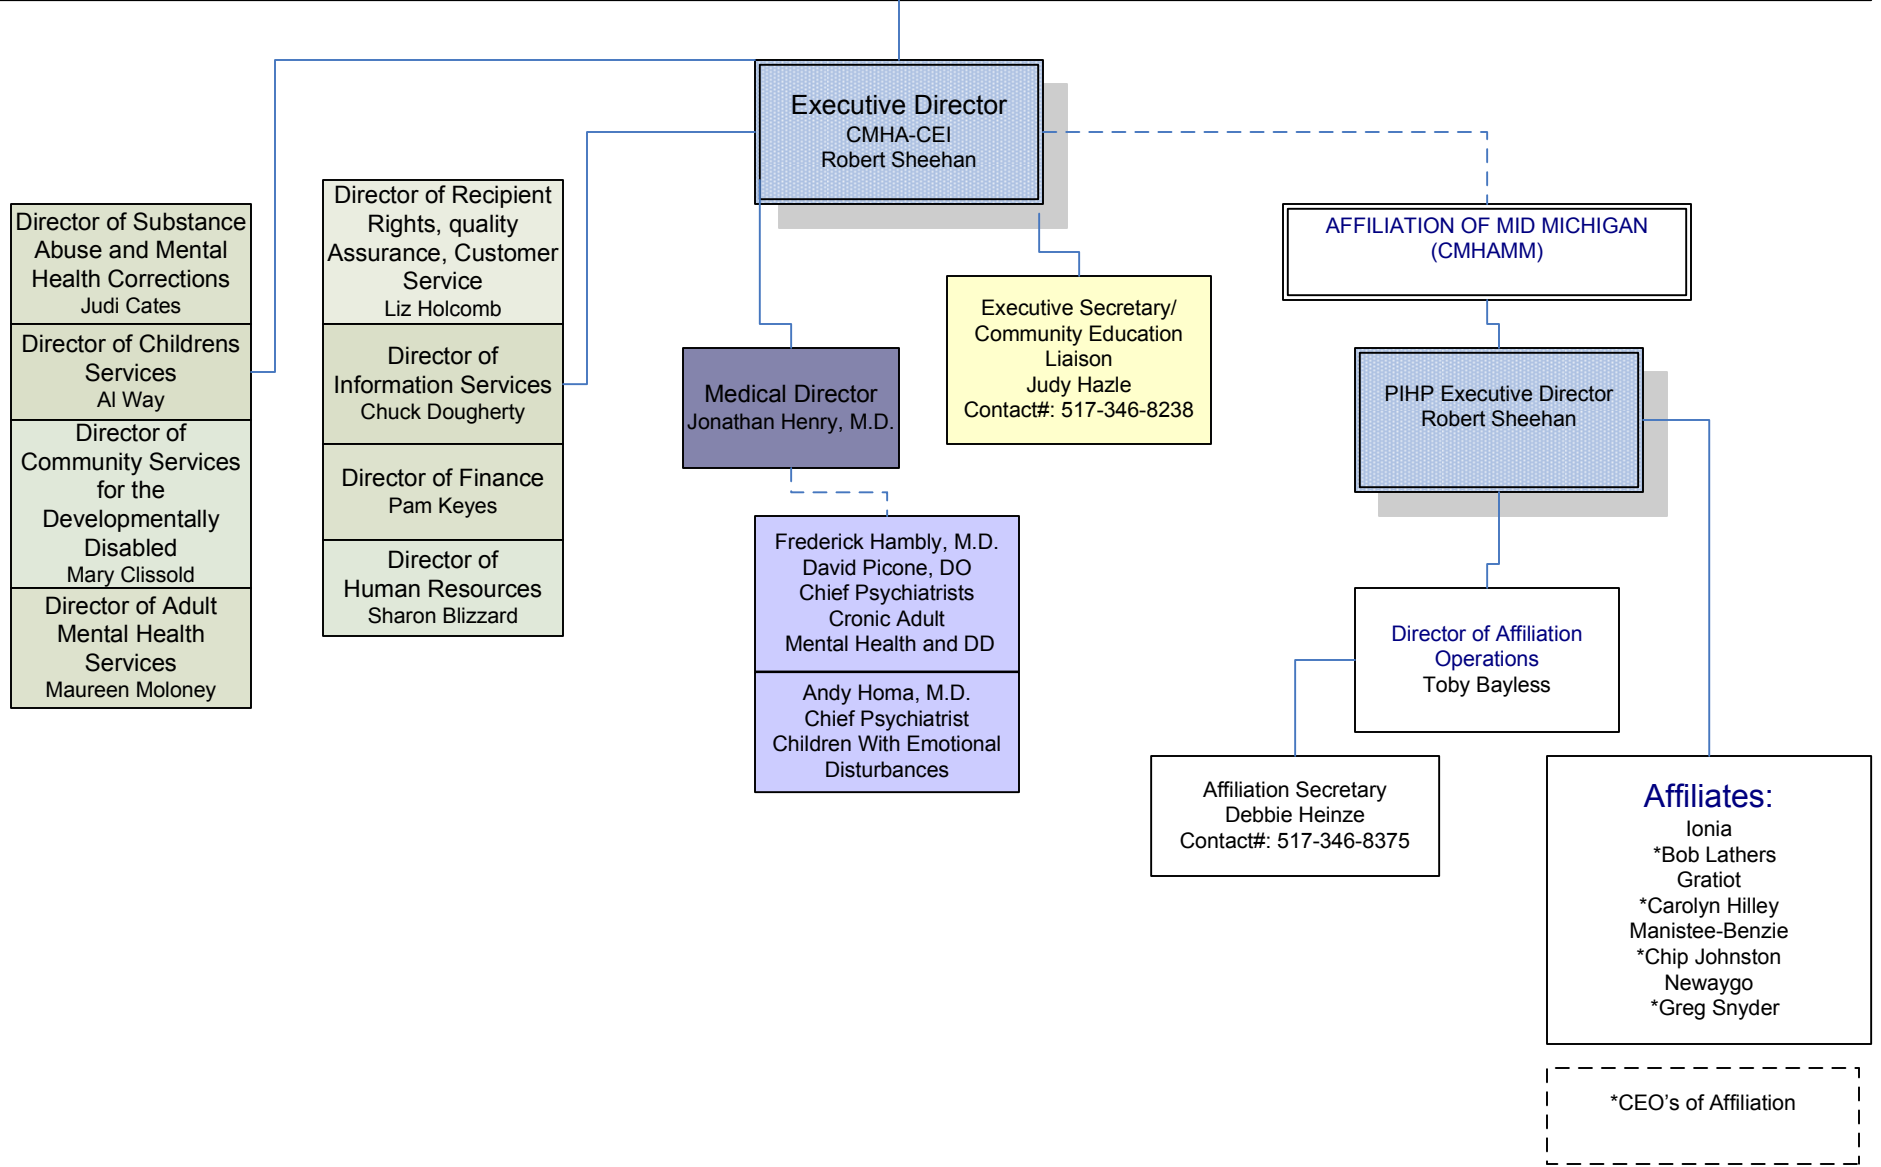 Executive Director
CMHA-CEI
Robert Sheehan
Director of Substance
Abuse and Mental
Health Corrections
Judi Cates
Director of Childrens
Services
Al Way
Director of
Community Services
for the
Developmentally
Disabled
Mary Clissold
Director of Adult
Mental Health
Services
Maureen Moloney
Director of Recipient
Rights, quality
Assurance, Customer
Service
Liz Holcomb
Director of
Information Services
Chuck Dougherty
Director of Finance
Pam Keyes
Director of
Human Resources
Sharon Blizzard
Medical Director
Jonathan Henry, M.D.
Frederick Hambly, M.D.
David Picone, DO
Chief Psychiatrists
Cronic Adult
Mental Health and DD
Andy Homa, M.D.
Chief Psychiatrist
Children With Emotional
Disturbances
Executive Secretary/
Community Education
Liaison
Judy Hazle
Contact#: 517-346-8238
AFFILIATION OF MID MICHIGAN
(CMHAMM)
PIHP Executive Director
Robert Sheehan
Director of Affiliation
Operations
Toby Bayless
Affiliation Secretary
Debbie Heinze
Contact#: 517-346-8375
Affiliates:
Ionia
*Bob Lathers
Gratiot
*Carolyn Hilley
Manistee-Benzie
*Chip Johnston
Newaygo
*Greg Snyder
*CEO’s of Affiliation